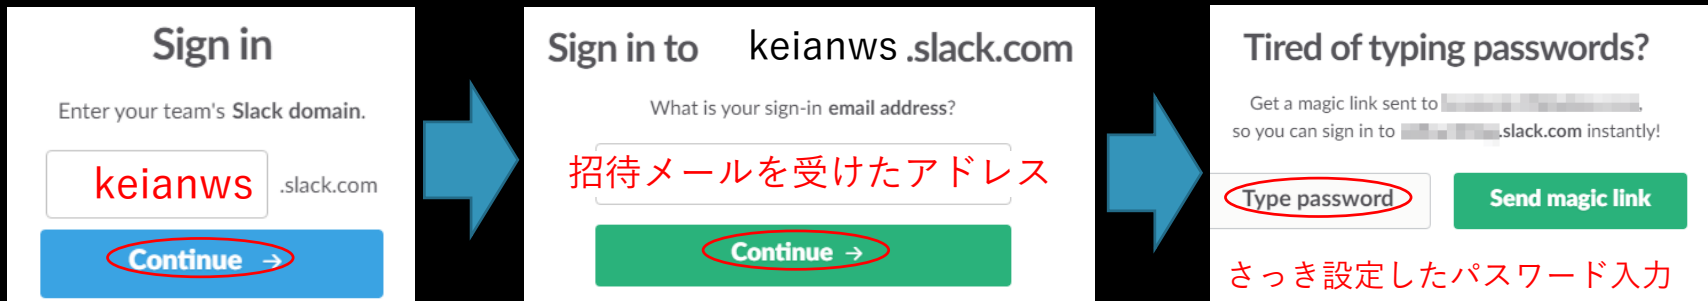 Sign in
Enter your team's Slack domain.
keianws .slack.com
Continue →
Sign in to keianws .slack.com
What is your sign-in email address?
招待メールを受けたアドレス
Continue →
Tired of typing passwords?
Get a magic link sent to ,
so you can sign in to .slack.com instantly!
Type password
Send magic link
さっき設定したパスワード入力